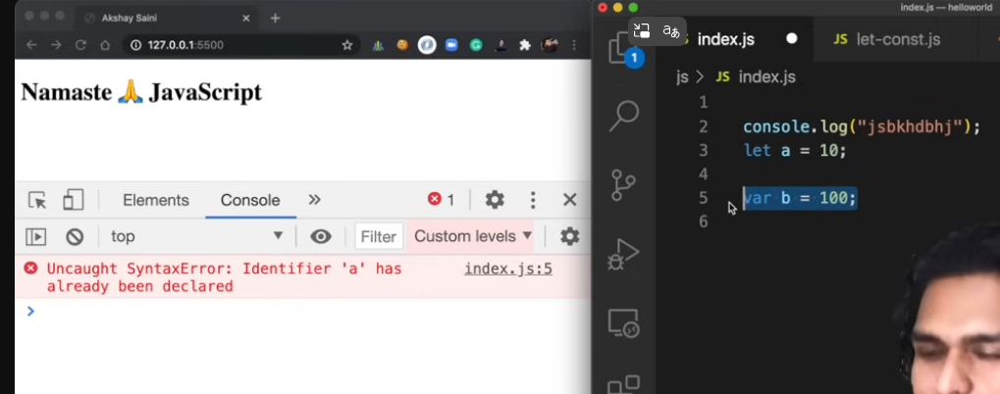 Akshay Saini
127.0.0.1:5500
Namaste 🙏 JavaScript
Elements Console
1
top
Filter
Custom levels
Uncaught SyntaxError: Identifier 'a' has
already been declared
index.js:5
index.js — helloworld
index.js
JS let-const.js
js > JS index.js
1
1
2 console.log("jsbkhdbhj");
3 let a = 10;
4
5 var b = 100;
6